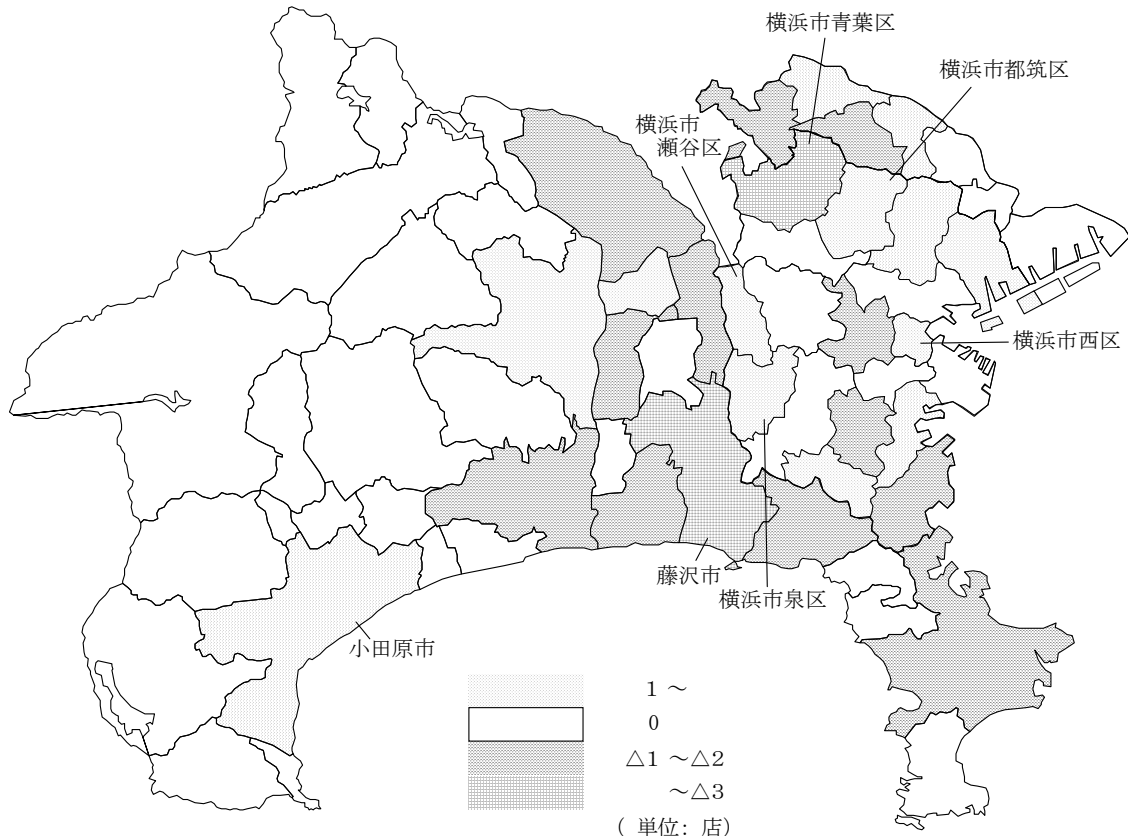 横浜市青葉区
横浜市都筑区
横浜市
瀬谷区
横浜市西区
藤沢市
横浜市泉区
小田原市
1 ～
0
△1 ～△2
～△3
( 単位: 店)